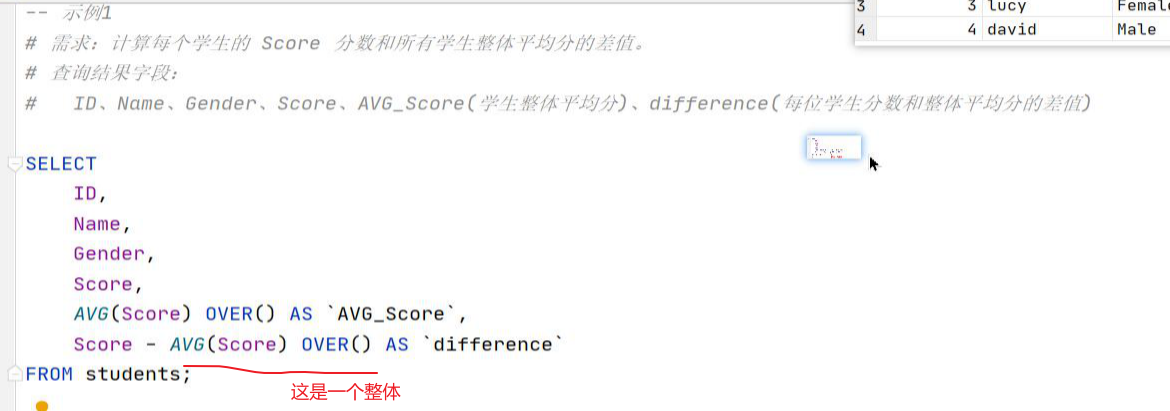 -- 示例1
3 3 lucy Female
4 4 david Male
# 需求：计算每个学生的 Score 分数和所有学生整体平均分的差值。
# 查询结果字段：
# ID、Name、Gender、Score、AVG_Score(学生整体平均分)、difference(每位学生分数和整体平均分的差值)
SELECT
ID,
Name,
Gender,
Score,
AVG(Score) OVER() AS `AVG_Score`,
Score - AVG(Score) OVER() AS `difference`
FROM students;
这是一个整体